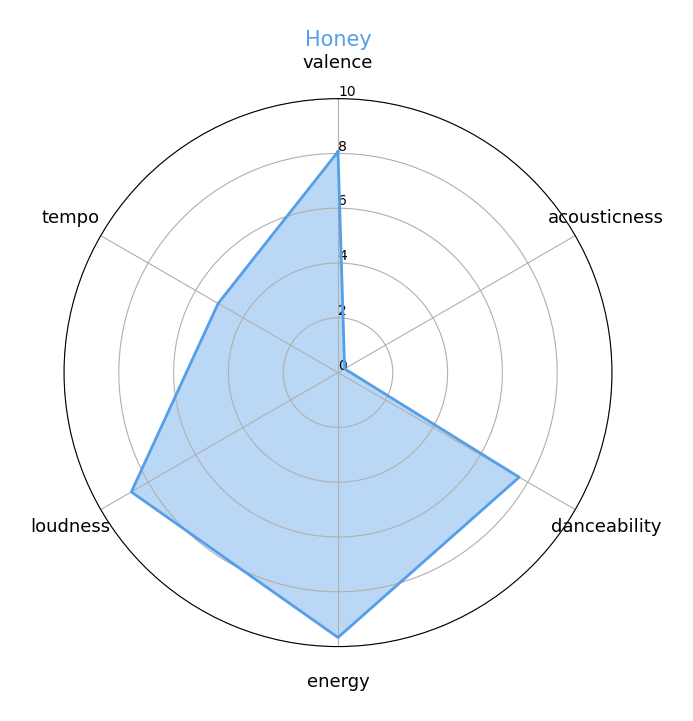 Honey
valence
10
8
tempo
acousticness
6
4
2
0
loudness
danceability
energy